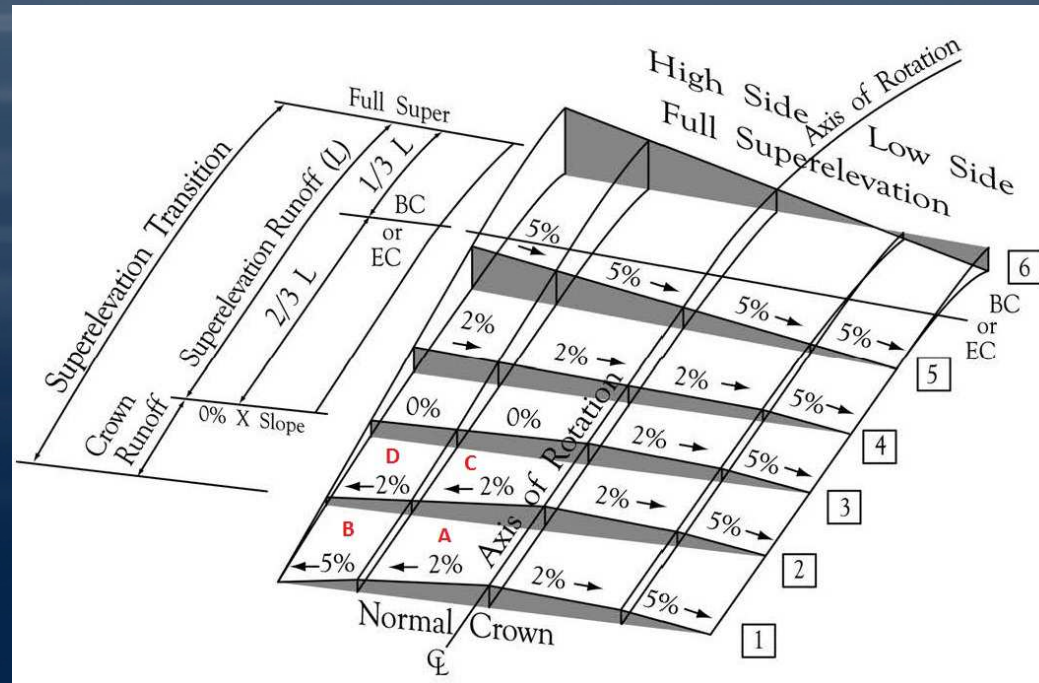 High Side
Full Superelevation
Low Side
Axis of Rotation
Full Super
Superelevation Transition
Superelevation Runoff (L)
1/3 L
2/3 L
BC
or
EC
Crown
Runoff
0% X Slope
5%
5%
5%
5%
6
BC
or
EC
2%
2%
2%
5%
5
0%
0%
2%
5%
4
D
2%
C
2%
2%
5%
3
B
5%
A
2%
2%
5%
2
Axis of Rotation
2%
5%
1
Normal Crown
℄